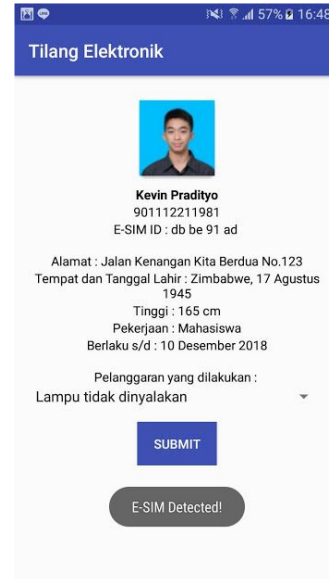 57% 16:48
Tilang Elektronik
Kevin Pradityo
901112211981
E-SIM ID : db be 91 ad
Alamat : Jalan Kenangan Kita Berdua No.123
Tempat dan Tanggal Lahir : Zimbabwe, 17 Agustus
1945
Tinggi : 165 cm
Pekerjaan : Mahasiswa
Berlaku s/d : 10 Desember 2018
Pelanggaran yang dilakukan :
Lampu tidak dinyalakan
SUBMIT
E-SIM Detected!